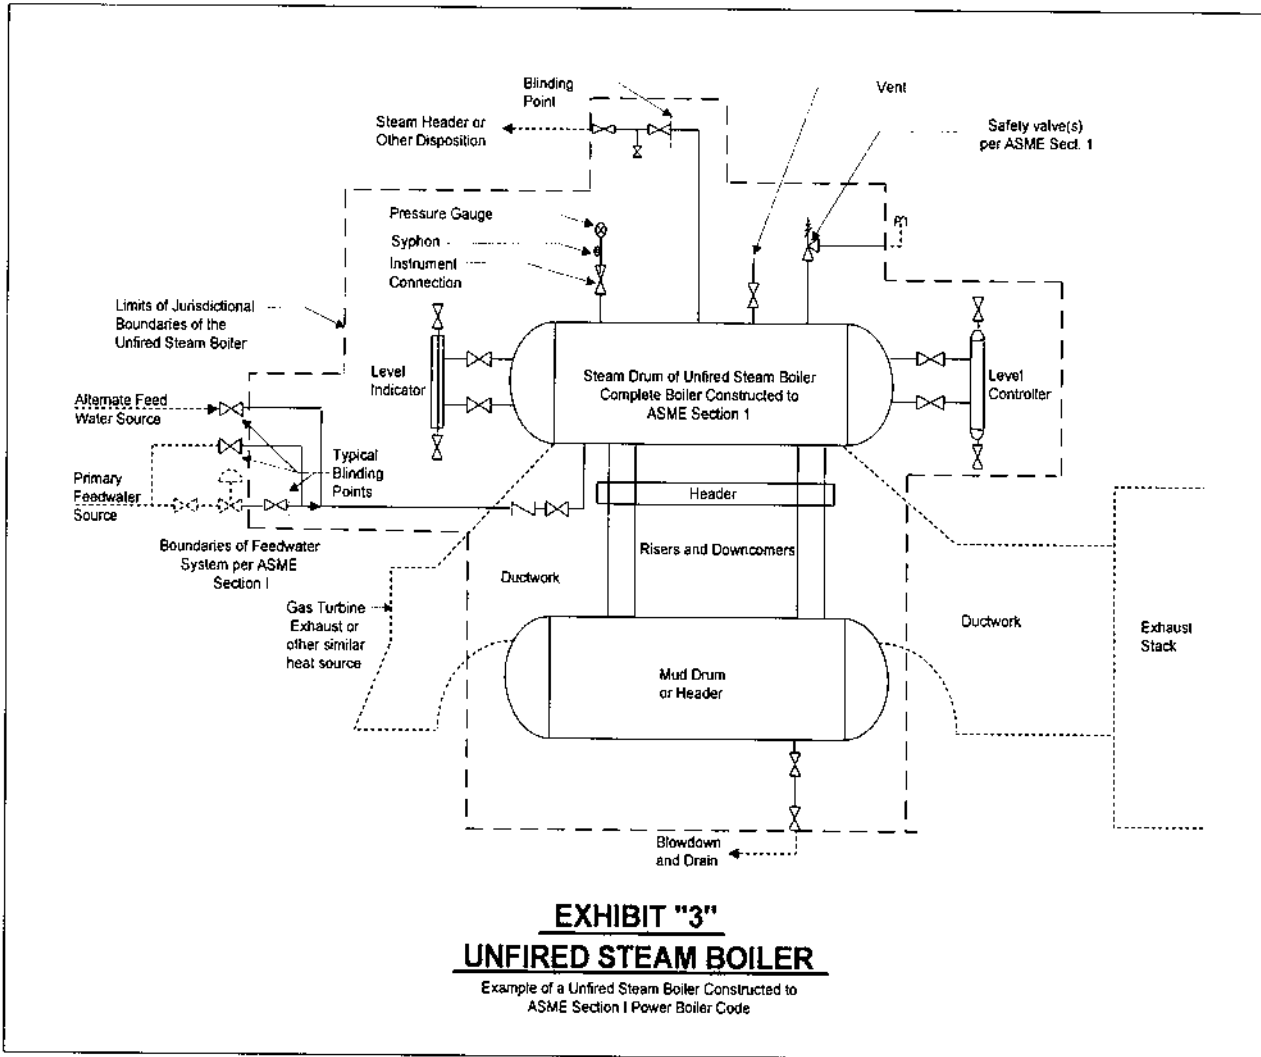 Blinding
Point
Vent
Steam Header or
Other Disposition
Safety valve(s)
per ASME Sect. 1
Pressure Gauge
Syphon
Instrument
Connection
Limits of Jurisdictional
Boundaries of the
Unfired Steam Boiler
Level
Indicator
Steam Drum of Unfired Steam Boiler
Complete Boiler Constructed to
ASME Section 1
Level
Controller
Alternate Feed
Water Source
Typical
Blinding
Points
Primary
Feedwater
Source
Header
Boundaries of Feedwater
System per ASME
Section I
Risers and Downcomers
Ductwork
Gas Turbine
Exhaust or
other similar
heat source
Ductwork
Exhaust
Stack
Mud Drum
or Header
Blowdown
and Drain
EXHIBIT "3"
UNFIRED STEAM BOILER
Example of a Unfired Steam Boiler Constructed to
ASME Section I Power Boiler Code